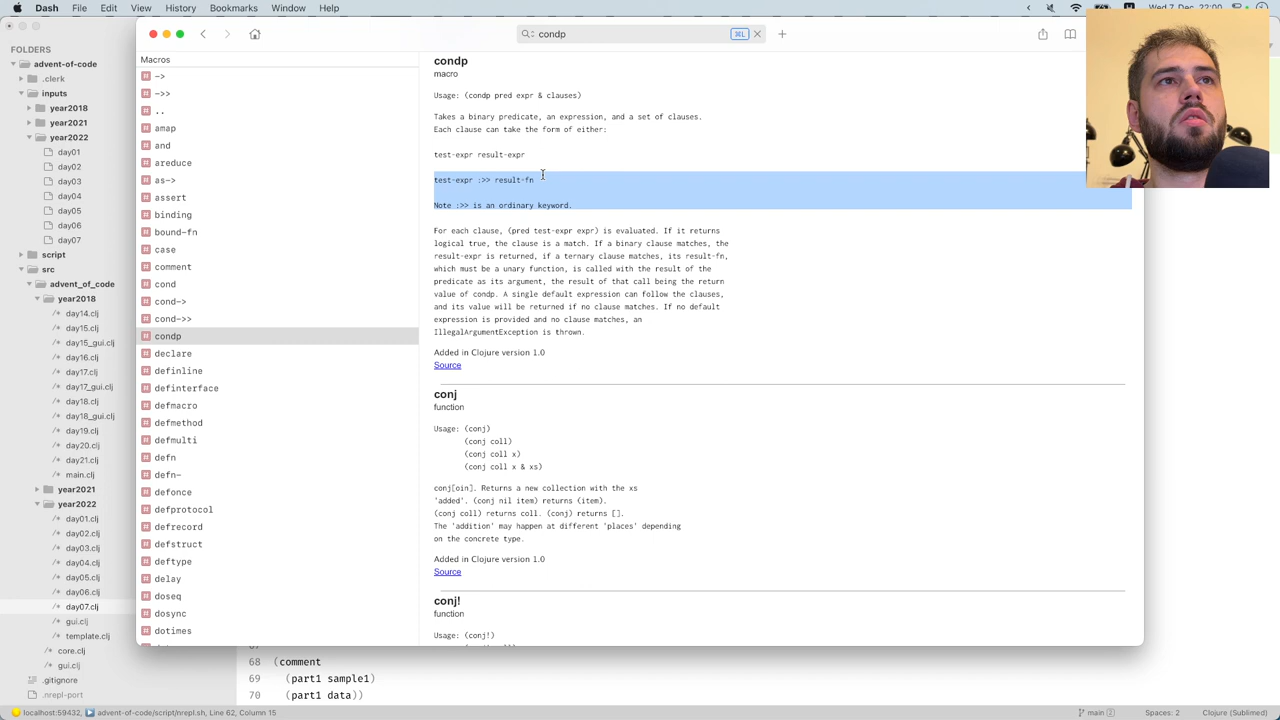 Dash File Edit View History Bookmarks Window Help
condp
⌘L
FOLDERS
advent-of-code
.clerk
inputs
year2018
year2021
year2022
day01
day02
day03
day04
day05
day06
day07
script
src
advent_of_code
year2018
day14.clj
day15.clj
day15_gui.clj
day16.clj
day17.clj
day17_gui.clj
day18.clj
day18_gui.clj
day19.clj
day20.clj
day21.clj
main.clj
year2021
year2022
day01.clj
day02.clj
day03.clj
day04.clj
day05.clj
day06.clj
day07.clj
gui.clj
template.clj
core.clj
gui.clj
.gitignore
.nrepl-port
Macros
->
->>
..
amap
and
areduce
as->
assert
binding
bound-fn
case
comment
cond
cond->
cond->>
condp
declare
definline
definterface
defmacro
defmethod
defmulti
defn
defn-
defonce
defprotocol
defrecord
defstruct
deftype
delay
doseq
dosync
dotimes
condp
macro
Usage: (condp pred expr & clauses)
Takes a binary predicate, an expression, and a set of clauses.
Each clause can take the form of either:
test-expr result-expr
test-expr :>> result-fn
Note :>> is an ordinary keyword.
For each clause, (pred test-expr expr) is evaluated. If it returns
logical true, the clause is a match. If a binary clause matches, the
result-expr is returned, if a ternary clause matches, its result-fn,
which must be a unary function, is called with the result of the
predicate as its argument, the result of that call being the return
value of condp. A single default expression can follow the clauses,
and its value will be returned if no clause matches. If no default
expression is provided and no clause matches, an
IllegalArgumentException is thrown.
Added in Clojure version 1.0
Source
conj
function
Usage: (conj)
(conj coll)
(conj coll x)
(conj coll x & xs)
conj[oin]. Returns a new collection with the xs
'added'. (conj nil item) returns (item).
(conj coll) returns coll. (conj) returns [].
The 'addition' may happen at different 'places' depending
on the concrete type.
Added in Clojure version 1.0
Source
conj!
function
Usage: (conj!)
68 (comment
69 (part1 sample1)
70 (part1 data))
localhost:59432, advent-of-code/script/nrepl.sh, Line 62, Column 15
main 2
Spaces: 2
Clojure (Sublimed)